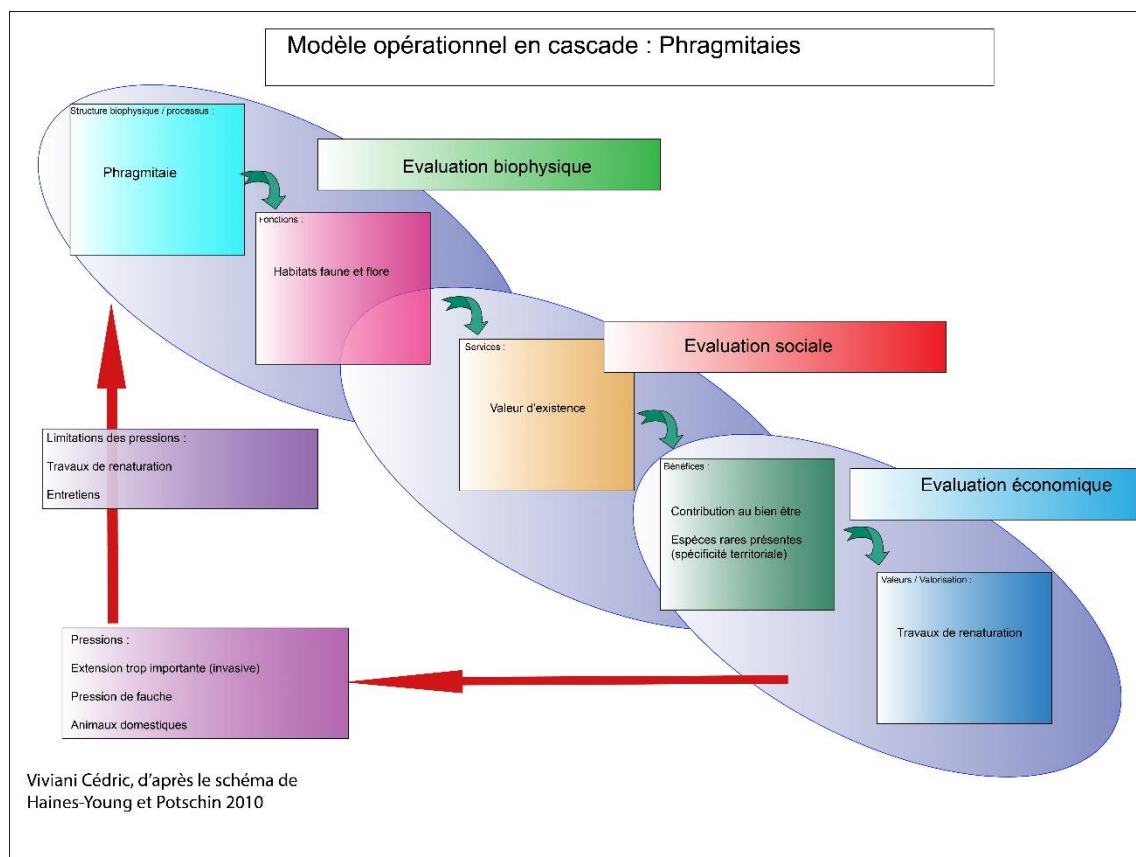 Modèle opérationnel en cascade : Phragmitaies
Structure biophysique / processus :
Phragmitaie
Evaluation biophysique
Fonctions :
Habitats faune et flore
Services :
Valeur d'existence
Evaluation sociale
Bénéfices :
Contribution au bien être
Espèces rares présentes
(spécificité territoriale)
Evaluation économique
Valeurs / Valorisation :
Travaux de renaturation
Limitations des pressions :
Travaux de renaturation
Entretiens
Pressions :
Extension trop importante (invasive)
Pression de fauche
Animaux domestiques
Viviani Cédric, d'après le schéma de
Haines-Young et Potschin 2010